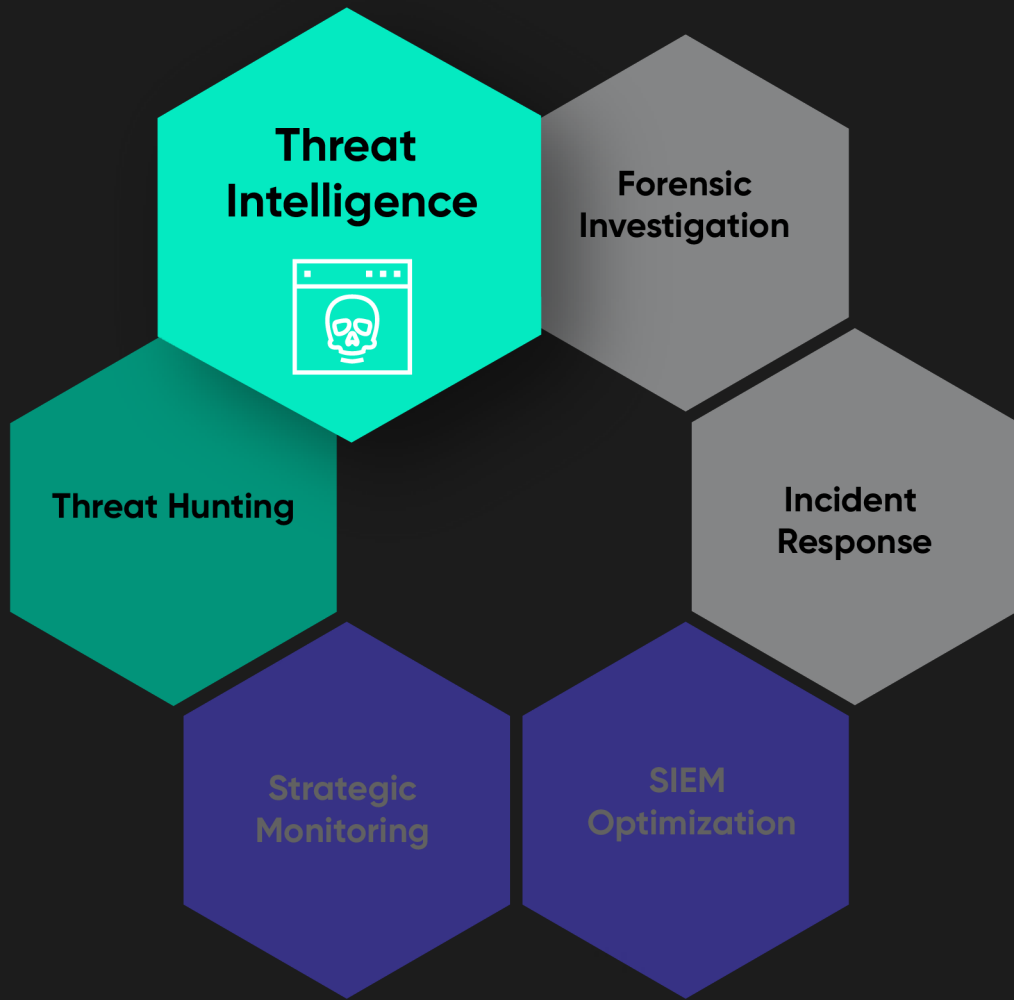 Threat
Intelligence
Forensic
Investigation
Threat Hunting
Incident
Response
Strategic
Monitoring
SIEM
Optimization